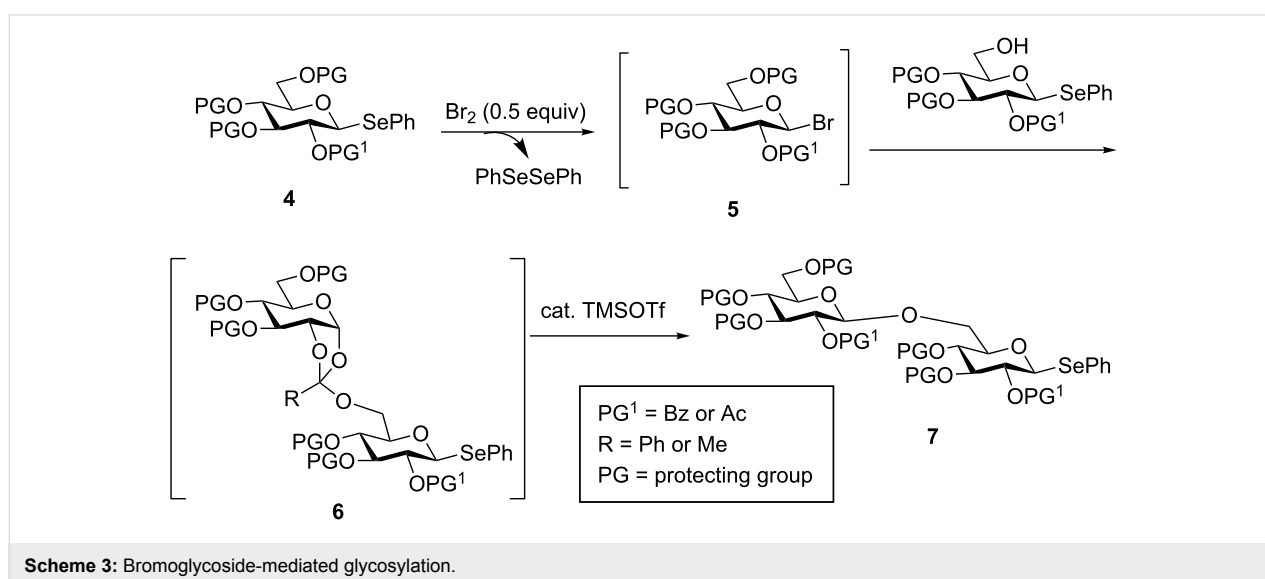 OPG
PGO
O
PGO
SePh
OPG¹
4
Br₂ (0.5 equiv)
PhSeSePh
OPG
PGO
O
PGO
Br
OPG¹
5
OH
PGO
O
PGO
SePh
OPG¹
OPG
PGO
O
PGO
O
O
R
O
PGO
O
PGO
SePh
OPG¹
6
cat. TMSOTf
OPG
PGO
O
O
PGO
OPG¹
PGO
O
PGO
SePh
OPG¹
7
PG¹ = Bz or Ac
R = Ph or Me
PG = protecting group
Scheme 3: Bromoglycoside-mediated glycosylation.